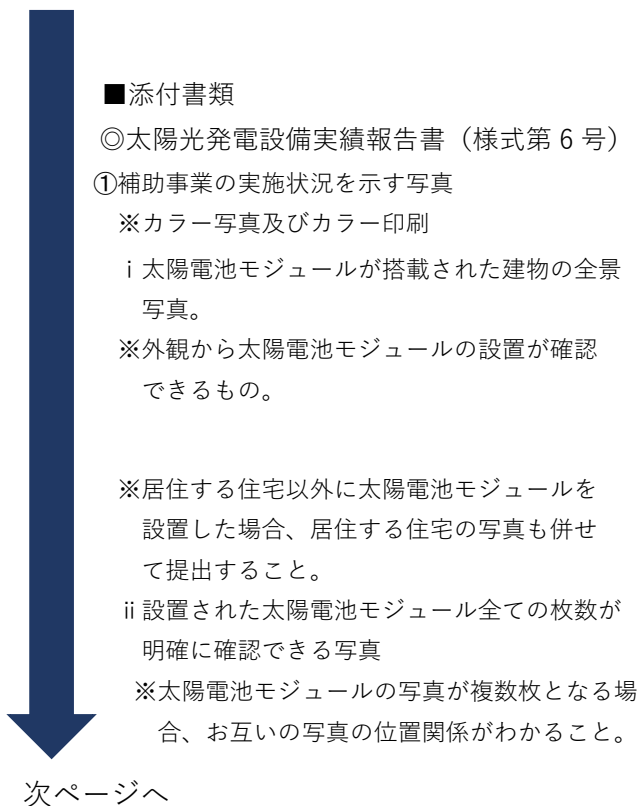 ■添付書類
◎太陽光発電設備実績報告書（様式第６号）
①補助事業の実施状況を示す写真
※カラー写真及びカラー印刷
ⅰ太陽電池モジュールが搭載された建物の全景
写真。
※外観から太陽電池モジュールの設置が確認
できるもの。
※居住する住宅以外に太陽電池モジュールを
設置した場合、居住する住宅の写真も併せ
て提出すること。
ⅱ設置された太陽電池モジュール全ての枚数が
明確に確認できる写真
※太陽電池モジュールの写真が複数枚となる場
合、お互いの写真の位置関係がわかること。
次ページへ